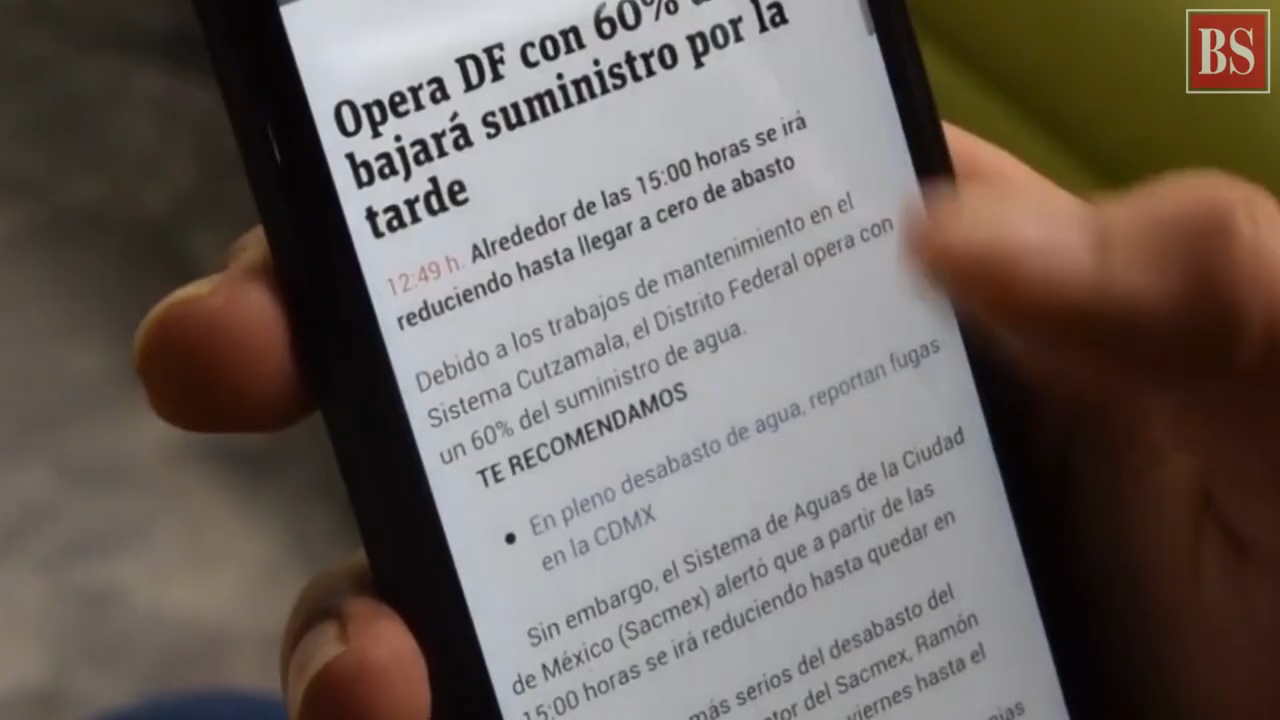 BS
Opera DF con 60%
bajará suministro por la
tarde
12:49 h. Alrededor de las 15:00 horas se irá
reduciendo hasta llegar a cero de abasto
Debido a los trabajos de mantenimiento en el
Sistema Cutzamala, el Distrito Federal opera con
un 60% del suministro de agua.
TE RECOMENDAMOS
• En pleno desabasto de agua, reportan fugas
en la CDMX
Sin embargo, el Sistema de Aguas de la Ciudad
de México (Sacmex) alertó que a partir de las
15:00 horas se irá reduciendo hasta quedar en
más serios del desabasto del
del Sacmex, Ramón
viernes hasta el